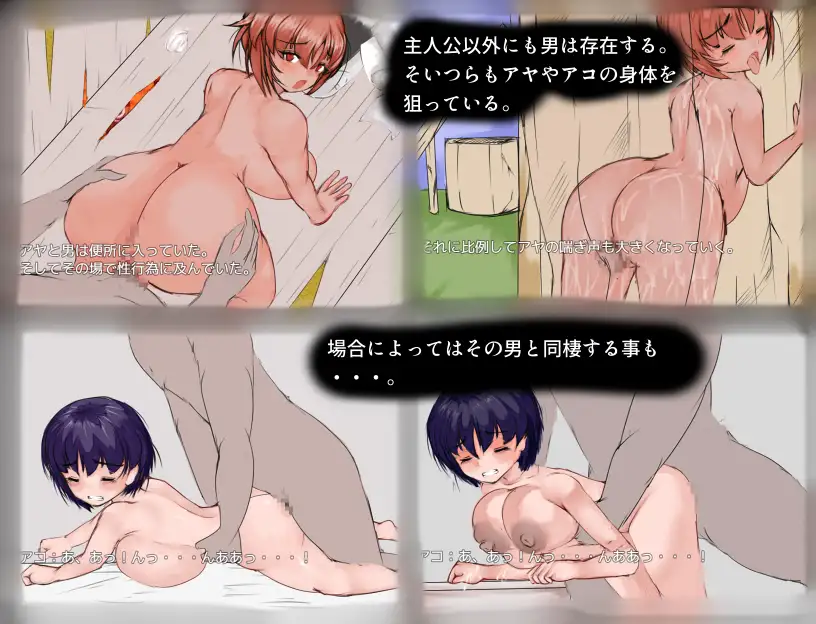 主人公以外にも男は存在する。
そいつらもアヤやアコの身体を
狙っている。
アヤと男は便所に入っていた。
そしてその場で性行為に及んでいた。
それに比例してアヤの喘ぎ声も大きくなっていく。
場合によってはその男と同棲する事も
・・・。
アコ：あ、あっ！んっ・・・んああっ・・・！
アコ：あ、あっ！んっ・・・んああっ・・・！